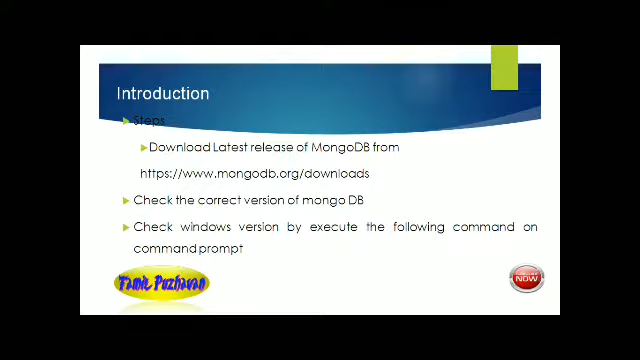 Introduction
Steps
Download Latest release of MongoDB from
https://www.mongodb.org/downloads
Check the correct version of mongo DB
Check windows version by execute the following command on
command prompt
Tamil Puzhavan
NOW